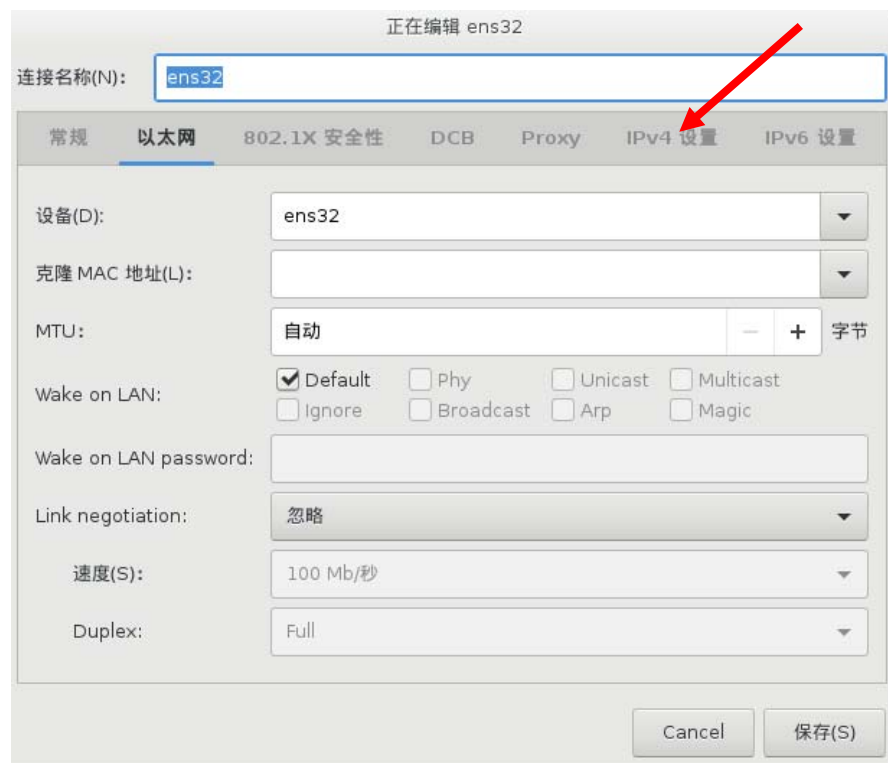 正在编辑 ens32
连接名称(N): ens32
常规 以太网 802.1X 安全性 DCB Proxy IPv4 设置 IPv6 设置
设备(D): ens32
克隆 MAC 地址(L):
MTU: 自动 − + 字节
Wake on LAN: Default Phy Unicast Multicast
Ignore Broadcast Arp Magic
Wake on LAN password:
Link negotiation: 忽略
速度(S): 100 Mb/秒
Duplex: Full
Cancel 保存(S)